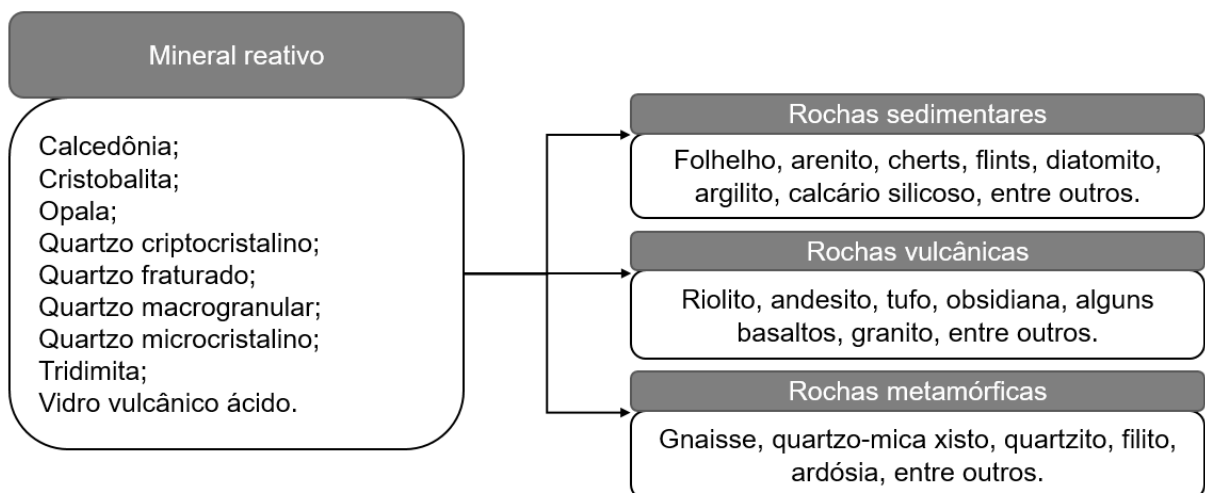 Mineral reativo
Calcedônia;
Cristobalita;
Opala;
Quartzo criptocristalino;
Quartzo fraturado;
Quartzo macrogranular;
Quartzo microcristalino;
Tridimita;
Vidro vulcânico ácido.
Rochas sedimentares
Folhelho, arenito, cherts, flints, diatomito,
argilito, calcário silicoso, entre outros.
Rochas vulcânicas
Riolito, andesito, tufo, obsidiana, alguns
basaltos, granito, entre outros.
Rochas metamórficas
Gnaisse, quartzo-mica xisto, quartzito, filito,
ardósia, entre outros.